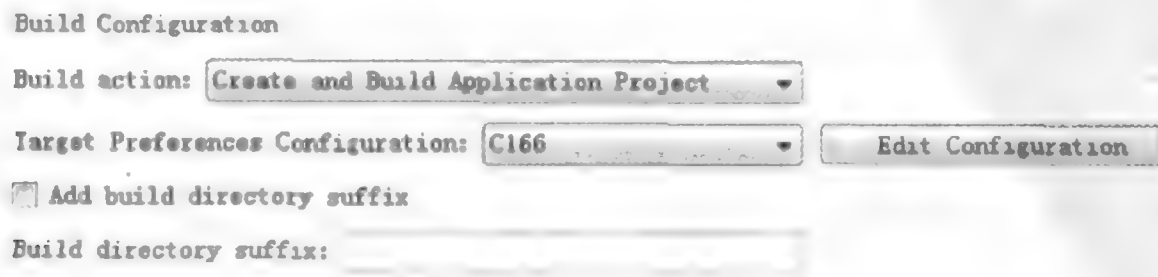 Build Configuration
Build action: Create and Build Application Project
Target Preferences Configuration: C166 Edit Configuration
Add build directory suffix
Build directory suffix: